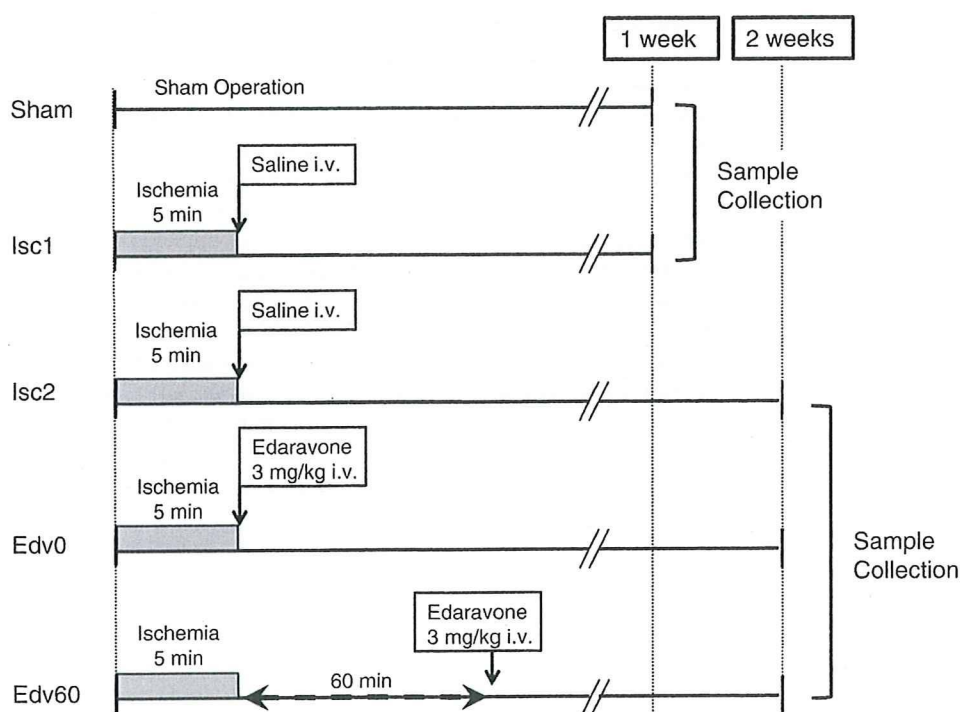 1 week
2 weeks
Sham
Sham Operation
Sample
Collection
Isc1
Ischemia
5 min
Saline i.v.
Isc2
Ischemia
5 min
Saline i.v.
Edv0
Ischemia
5 min
Edaravone
3 mg/kg i.v.
Sample
Collection
Edv60
Ischemia
5 min
60 min
Edaravone
3 mg/kg i.v.